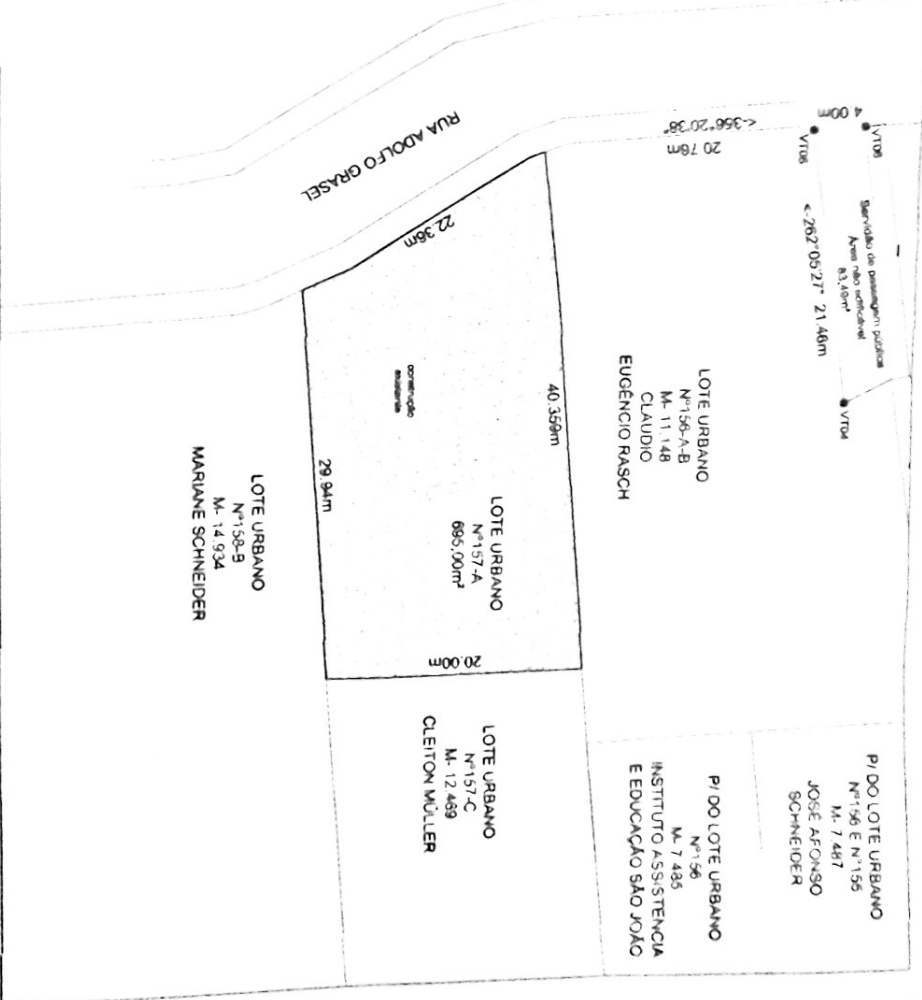 RUA ADOLFO GRASEL
<-356°20'38"
20.78m
4.00m
VT06
VT06
Servidão de passagem pública
Área não edificável
83,49m²
<-262°05'27" 21.46m
VT04
22.36m
40.359m
29.94m
20.00m
construção
existente
LOTE URBANO
Nº157-A
695,00m²
LOTE URBANO
Nº156-A-B
M- 11.148
CLAUDIO
EUGÊNCIO RASCH
LOTE URBANO
Nº158-B
M- 14.934
MARIANE SCHNEIDER
LOTE URBANO
Nº157-C
M- 12.469
CLEITON MÜLLER
P/ DO LOTE URBANO
Nº156
M- 7.485
INSTITUTO ASSISTENCIA
E EDUCAÇÃO SÃO JOÃO
P/ DO LOTE URBANO
Nº156 E N°155
M- 7.487
JOSÉ AFONSO
SCHNEIDER